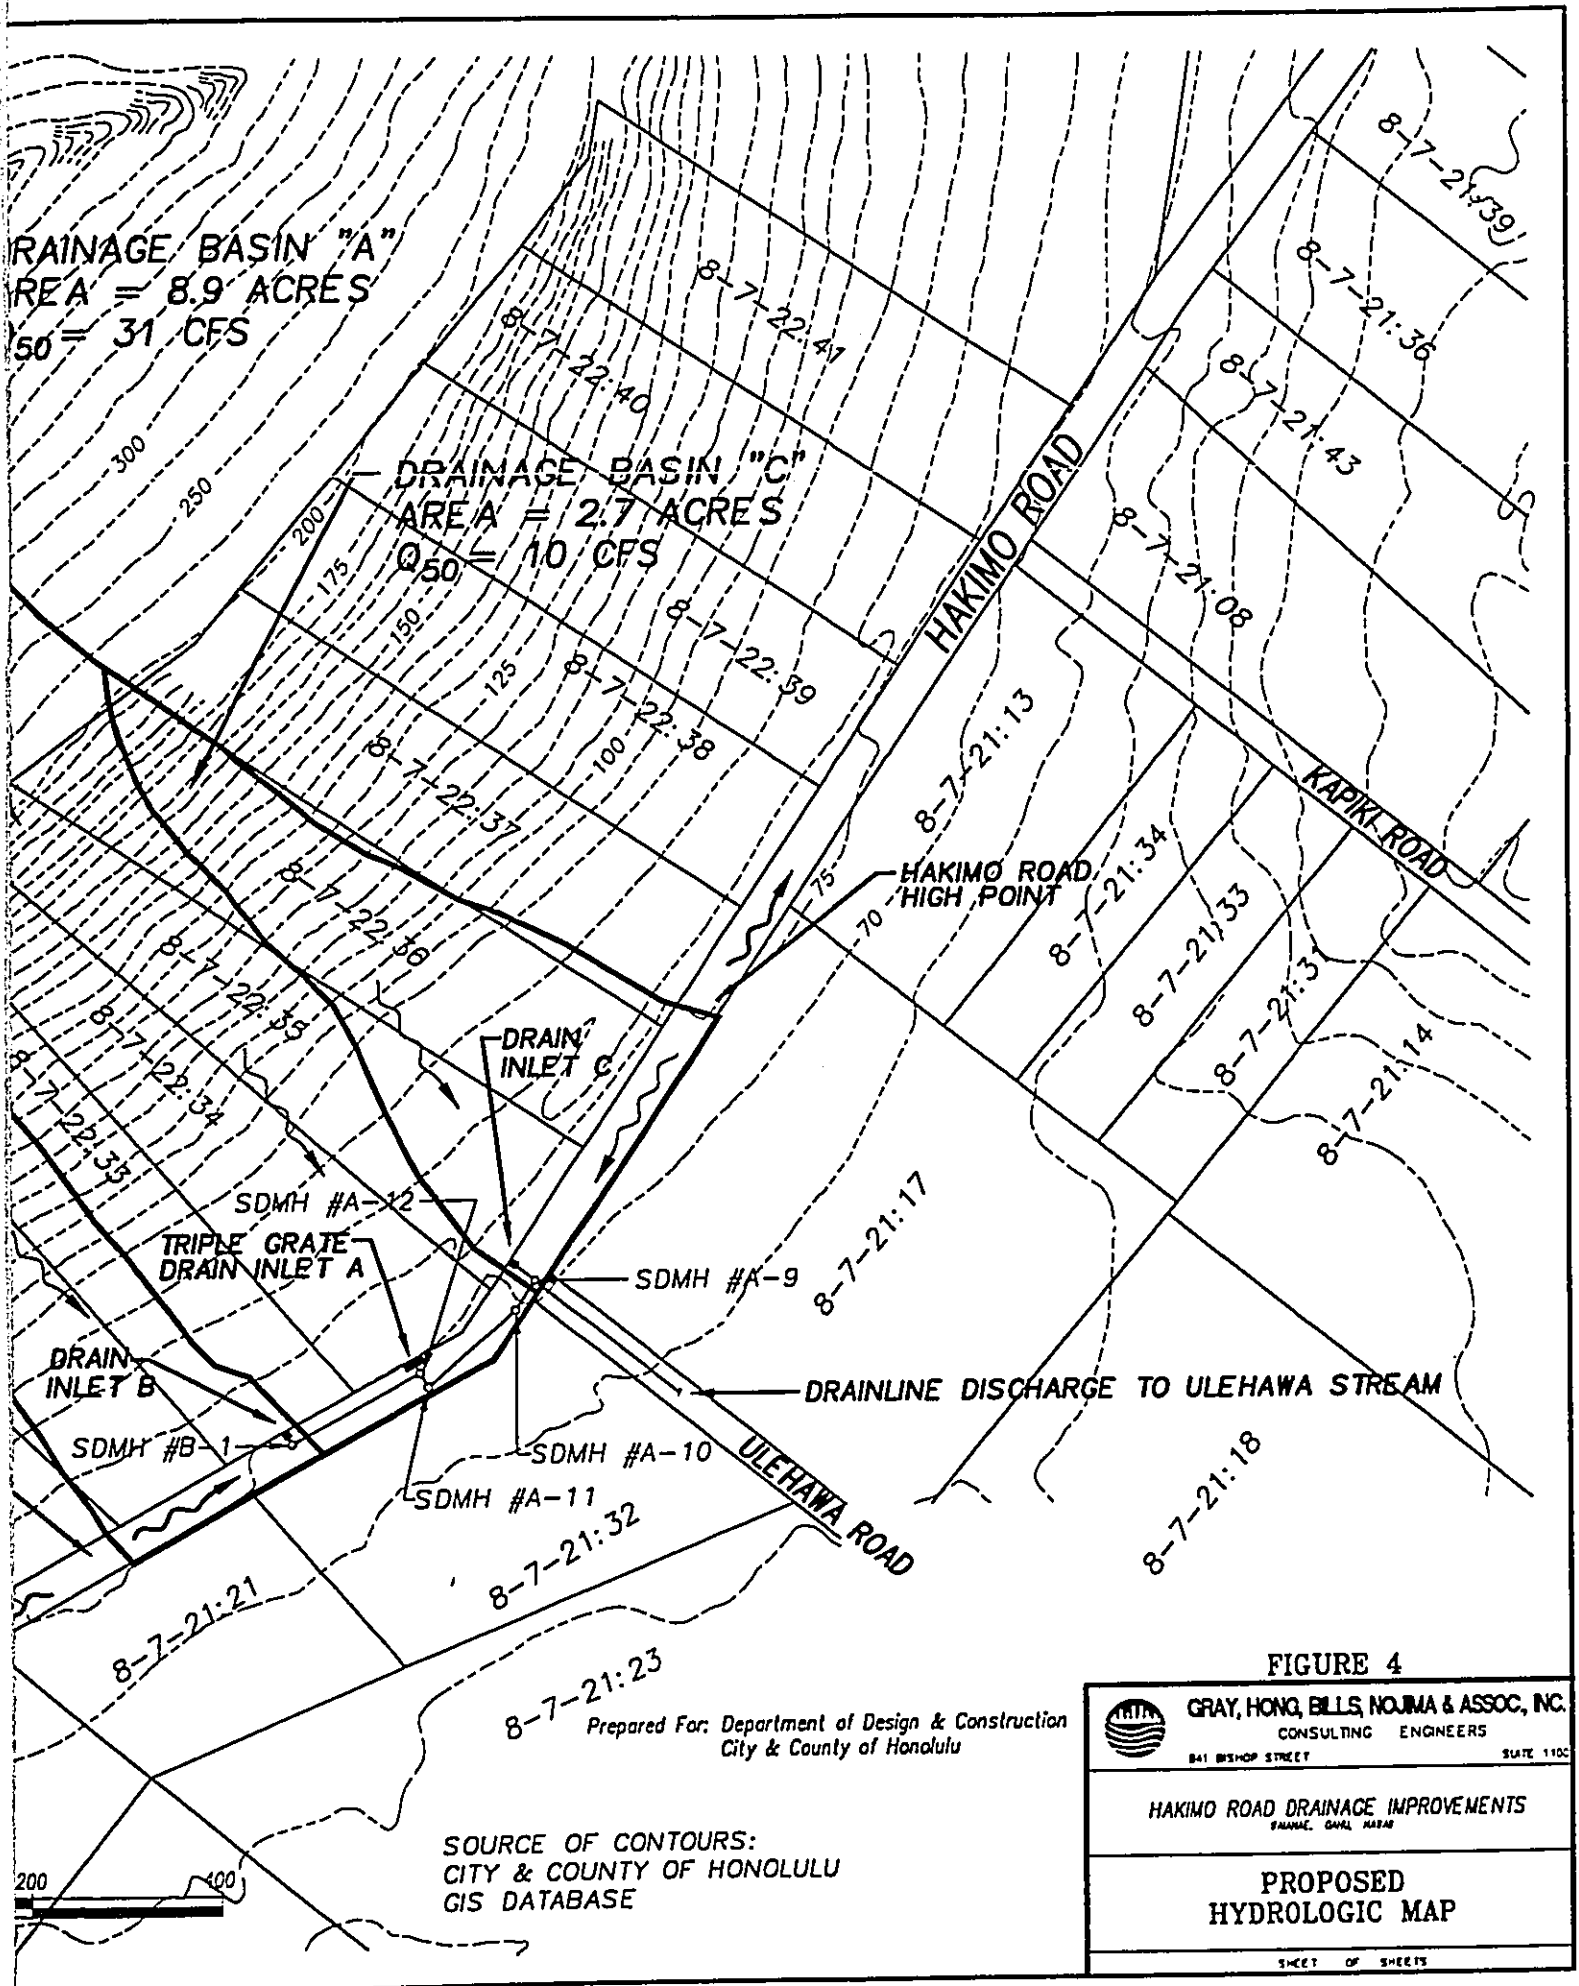 RAINAGE BASIN "A"
REA = 8.9 ACRES
50 = 31 CFS
DRAINAGE BASIN "C"
AREA = 2.7 ACRES
Q50 = 10 CFS
300
250
200
175
150
125
100
75
70
8-7-21:39
8-7-21:36
8-7-21:43
8-7-21:08
8-7-22:41
8-7-22:40
8-7-22:39
8-7-22:38
8-7-22:37
8-7-22:36
8-7-22:35
8-7-22:34
8-7-22:33
HAKIMO ROAD
KAPIKI ROAD
8-7-21:13
8-7-21:34
8-7-21:33
8-7-21:31
8-7-21:14
8-7-21:17
8-7-21:18
HAKIMO ROAD
HIGH POINT
DRAIN
INLET C
SDMH #A-12
TRIPLE GRATE
DRAIN INLET A
SDMH #A-9
DRAIN
INLET B
DRAINLINE DISCHARGE TO ULEHAWA STREAM
SDMH #B-1
SDMH #A-10
SDMH #A-11
ULEHAWA ROAD
8-7-21:32
8-7-21:21
8-7-21:23
FIGURE 4
Prepared For: Department of Design & Construction
City & County of Honolulu
GRAY, HONG, BILLS, NOJIMA & ASSOC., INC.
CONSULTING ENGINEERS
841 BISHOP STREET SUITE 1100
HAKIMO ROAD DRAINAGE IMPROVEMENTS
PROPOSED
HYDROLOGIC MAP
SHEET OF SHEETS
SOURCE OF CONTOURS:
CITY & COUNTY OF HONOLULU
GIS DATABASE
200 400